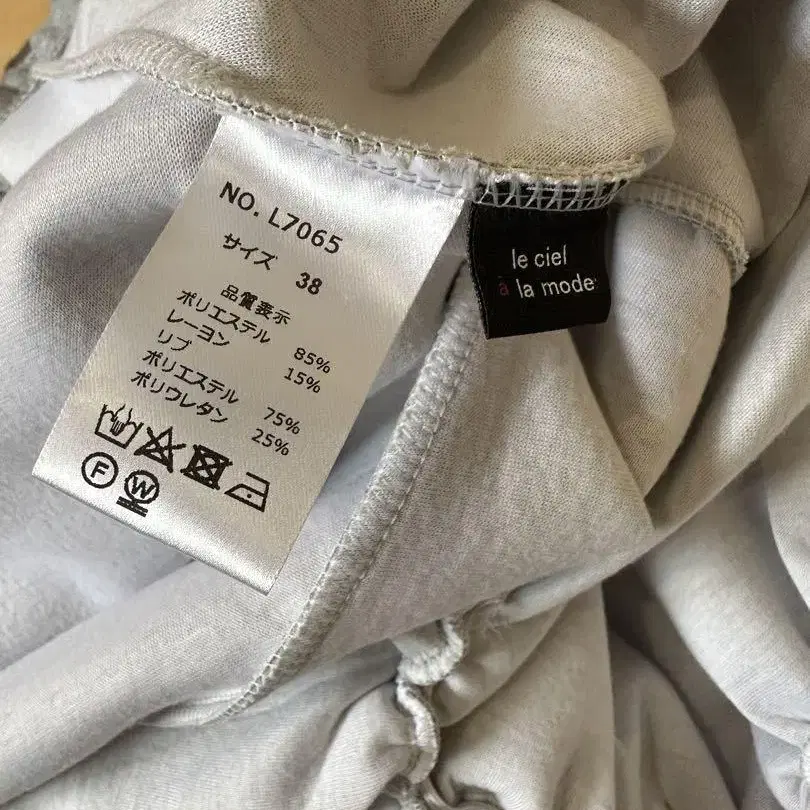 NO. L7065
サイズ 38
品質表示
ポリエステル 85%
レーヨン 15%
リブ
ポリエステル 75%
ポリウレタン 25%
F
W
le ciel
à la mode